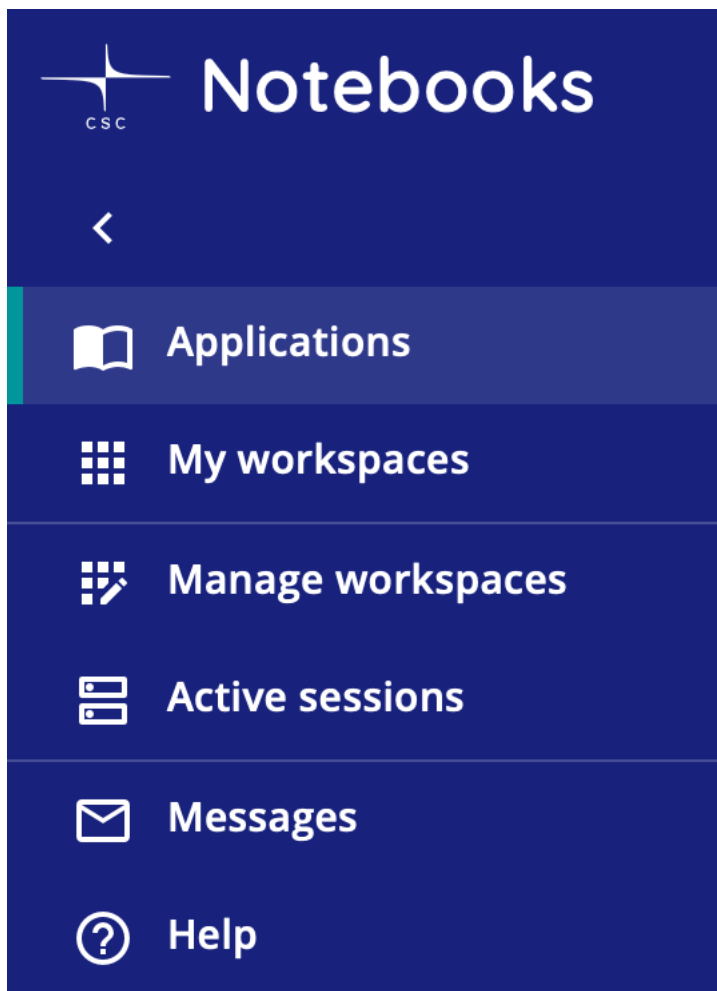 CSC
Notebooks
Applications
My workspaces
Manage workspaces
Active sessions
Messages
Help